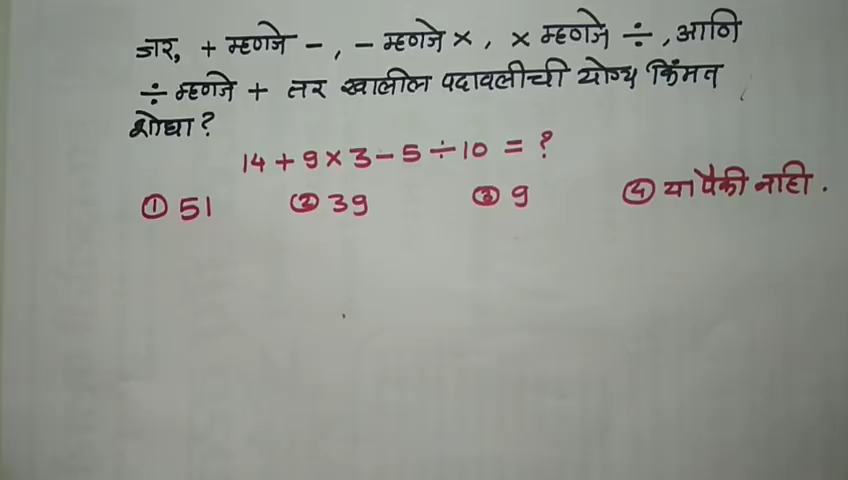 जर, + म्हणजे -, - म्हणजे ×, × म्हणजे ÷, आणि
÷ म्हणजे + तर खालील पदावलीची योग्य किंमत
शोधा?
14 + 9 × 3 - 5 ÷ 10 = ?
① 51 ② 39 ③ 9 ④ यापैकी नाही.